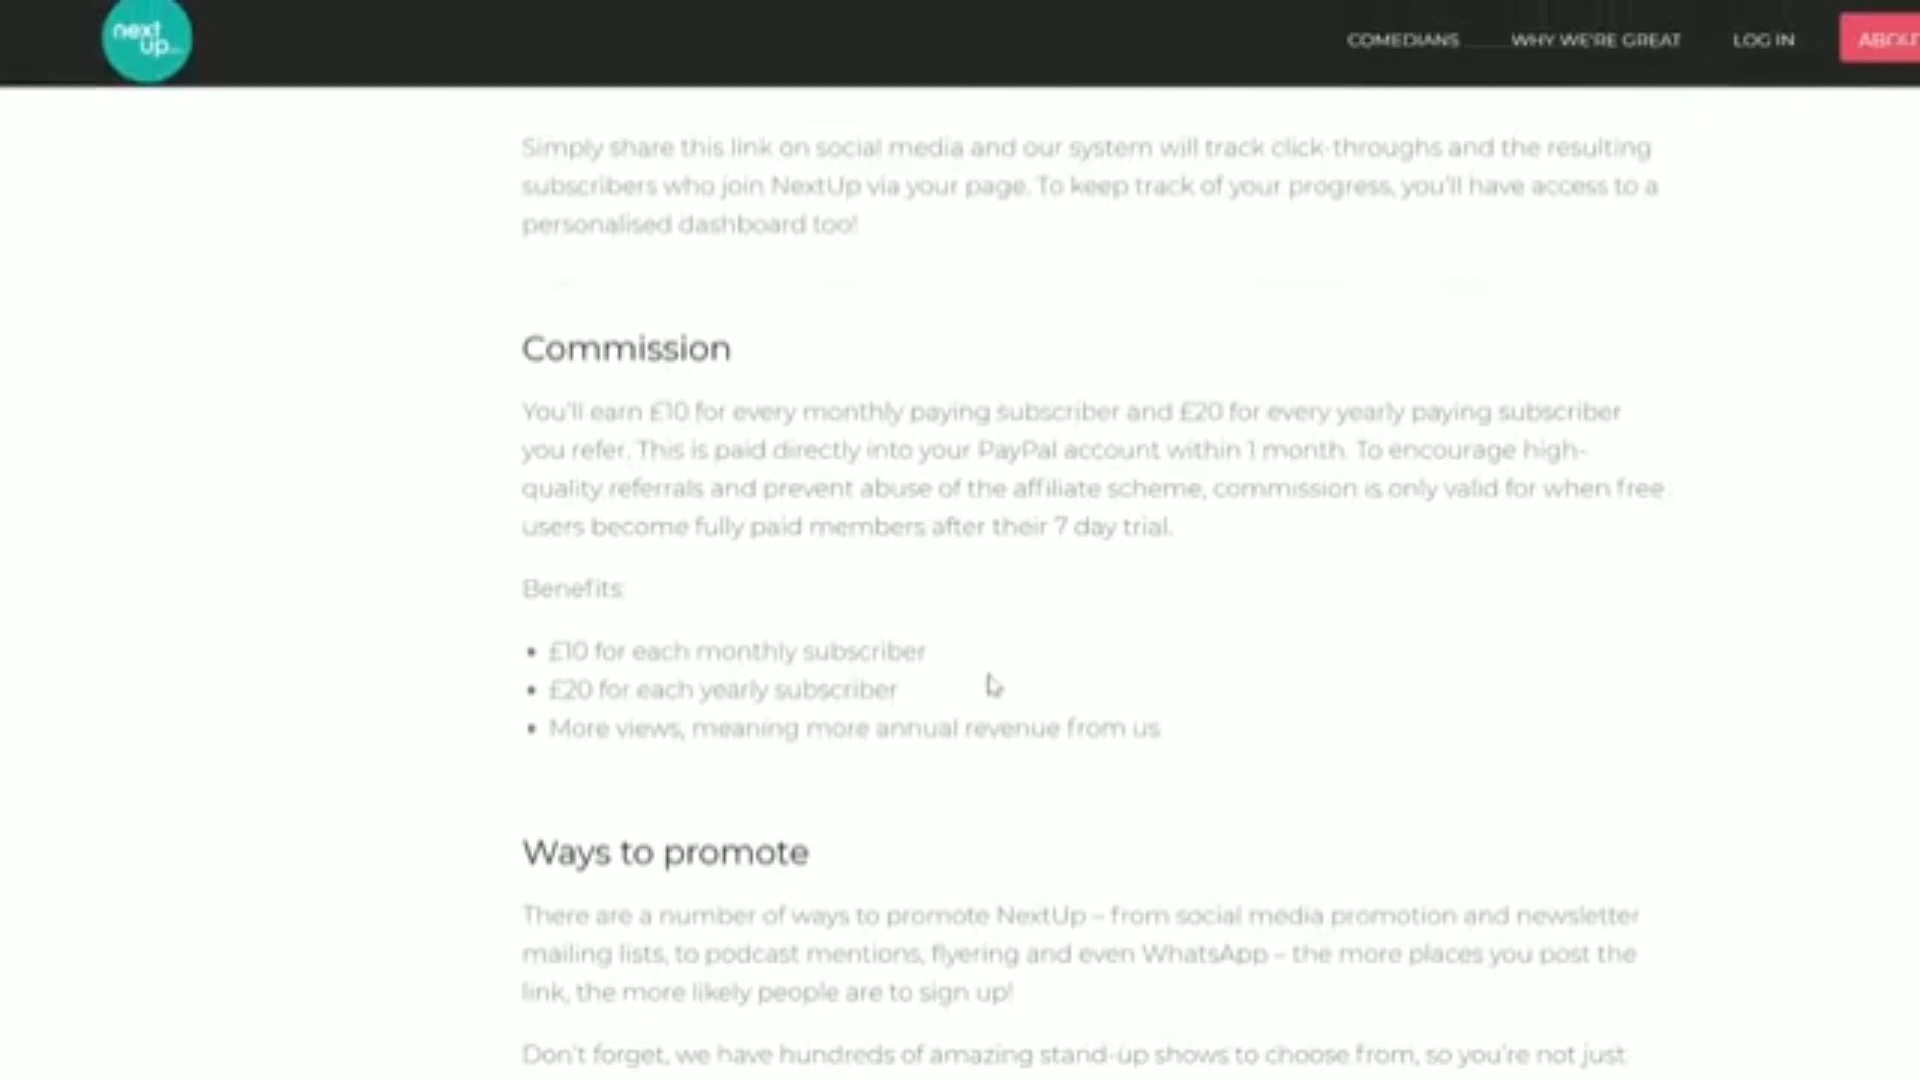 next
up
COMEDIANS
WHY WE'RE GREAT
LOG IN
Simply share this link on social media and our system will track click-throughs and the resulting
subscribers who join NextUp via your page. To keep track of your progress, you'll have access to a
personalised dashboard too!
Commission
You'll earn £10 for every monthly paying subscriber and £20 for every yearly paying subscriber
you refer. This is paid directly into your PayPal account within 1 month. To encourage high-
quality referrals and prevent abuse of the affiliate scheme, commission is only valid for when free
users become fully paid members after their 7 day trial.
Benefits:
• £10 for each monthly subscriber
• £20 for each yearly subscriber
• More views, meaning more annual revenue from us
Ways to promote
There are a number of ways to promote NextUp – from social media promotion and newsletter
mailing lists, to podcast mentions, flyering and even WhatsApp – the more places you post the
link, the more likely people are to sign up!
Don't forget, we have hundreds of amazing stand-up shows to choose from, so you're not just